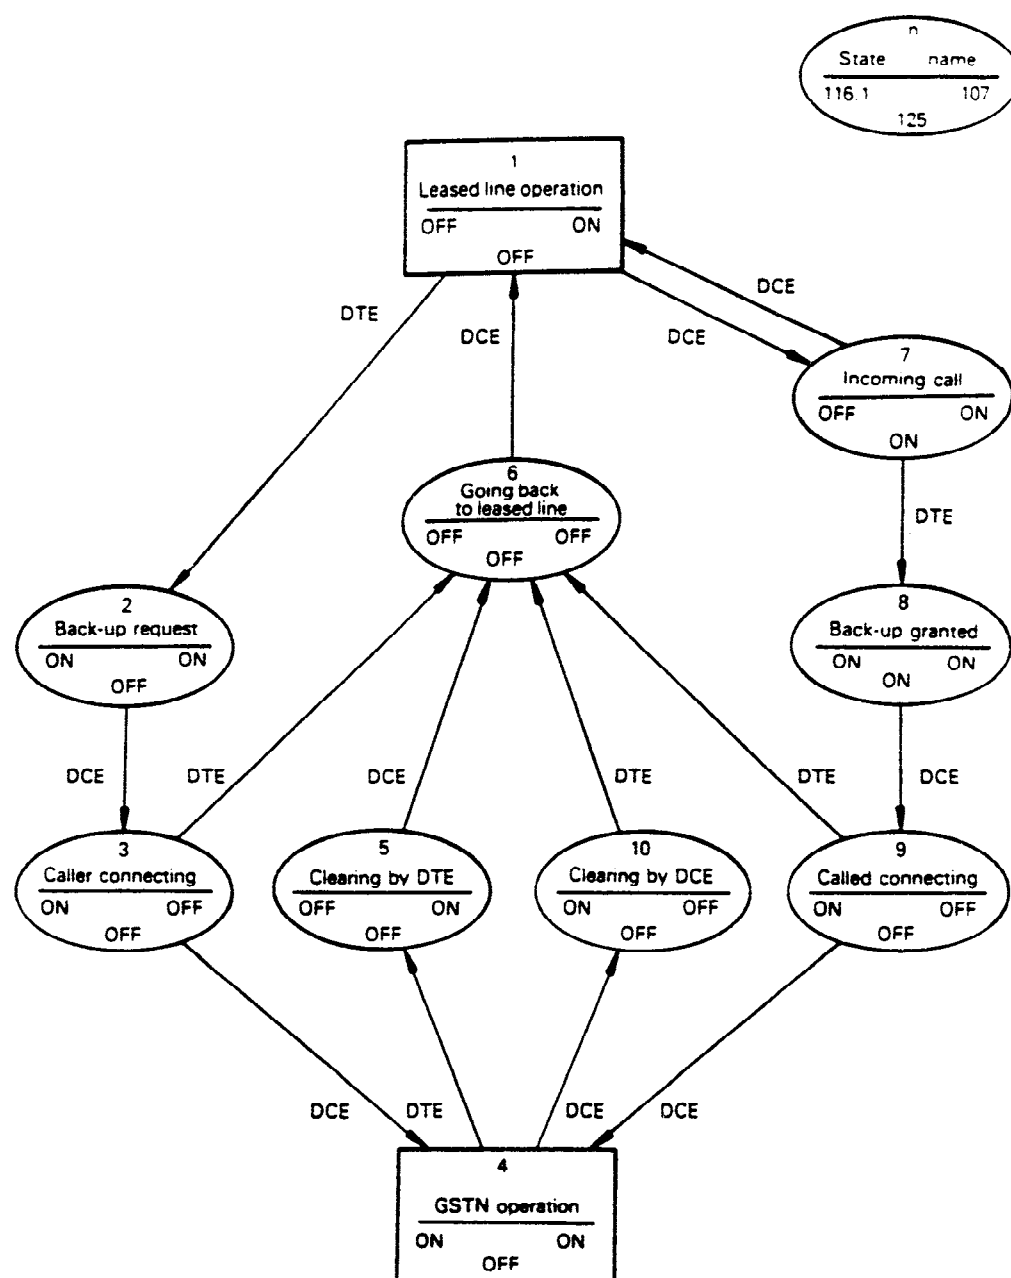 n
State name
116.1 107
125
1
Leased line operation
OFF ON
OFF
DCE
DTE
DCE
DCE
7
Incoming call
OFF ON
ON
6
Going back
to leased line
OFF OFF
OFF
DTE
2
Back-up request
ON ON
OFF
8
Back-up granted
ON ON
ON
DCE
DTE
DCE
DTE
DTE
DCE
3
Caller connecting
ON OFF
OFF
5
Clearing by DTE
OFF ON
OFF
10
Clearing by DCE
ON OFF
OFF
9
Called connecting
ON OFF
OFF
DCE
DTE
DCE
DCE
4
GSTN operation
ON ON
OFF